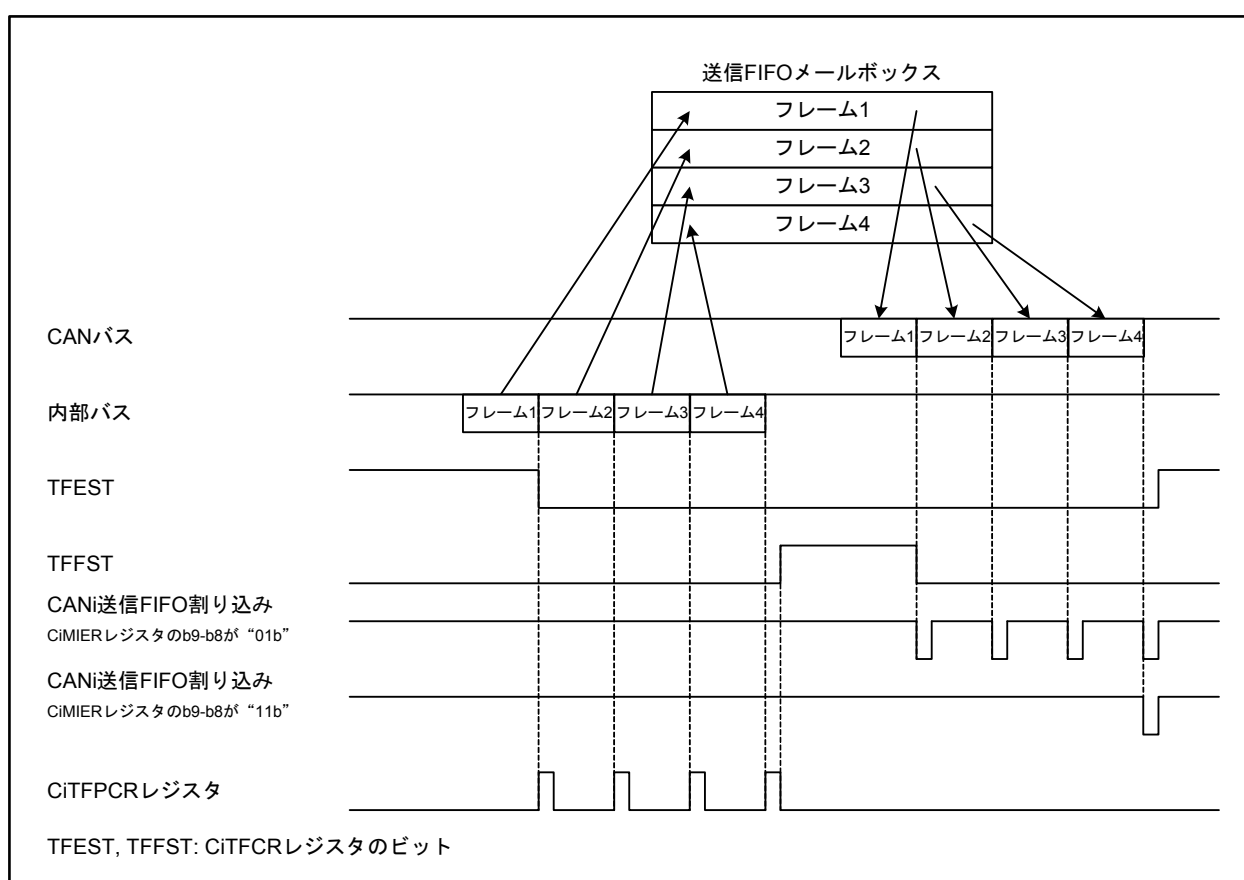 送信FIFOメールボックス
フレーム1
フレーム2
フレーム3
フレーム4
CANバス
フレーム1 フレーム2 フレーム3 フレーム4
内部バス
フレーム1 フレーム2 フレーム3 フレーム4
TFEST
TFFST
CANi送信FIFO割り込み
CiMIERレジスタのb9-b8が“01b”
CANi送信FIFO割り込み
CiMIERレジスタのb9-b8が“11b”
CiTFPCRレジスタ
TFEST, TFFST: CiTFCRレジスタのビット